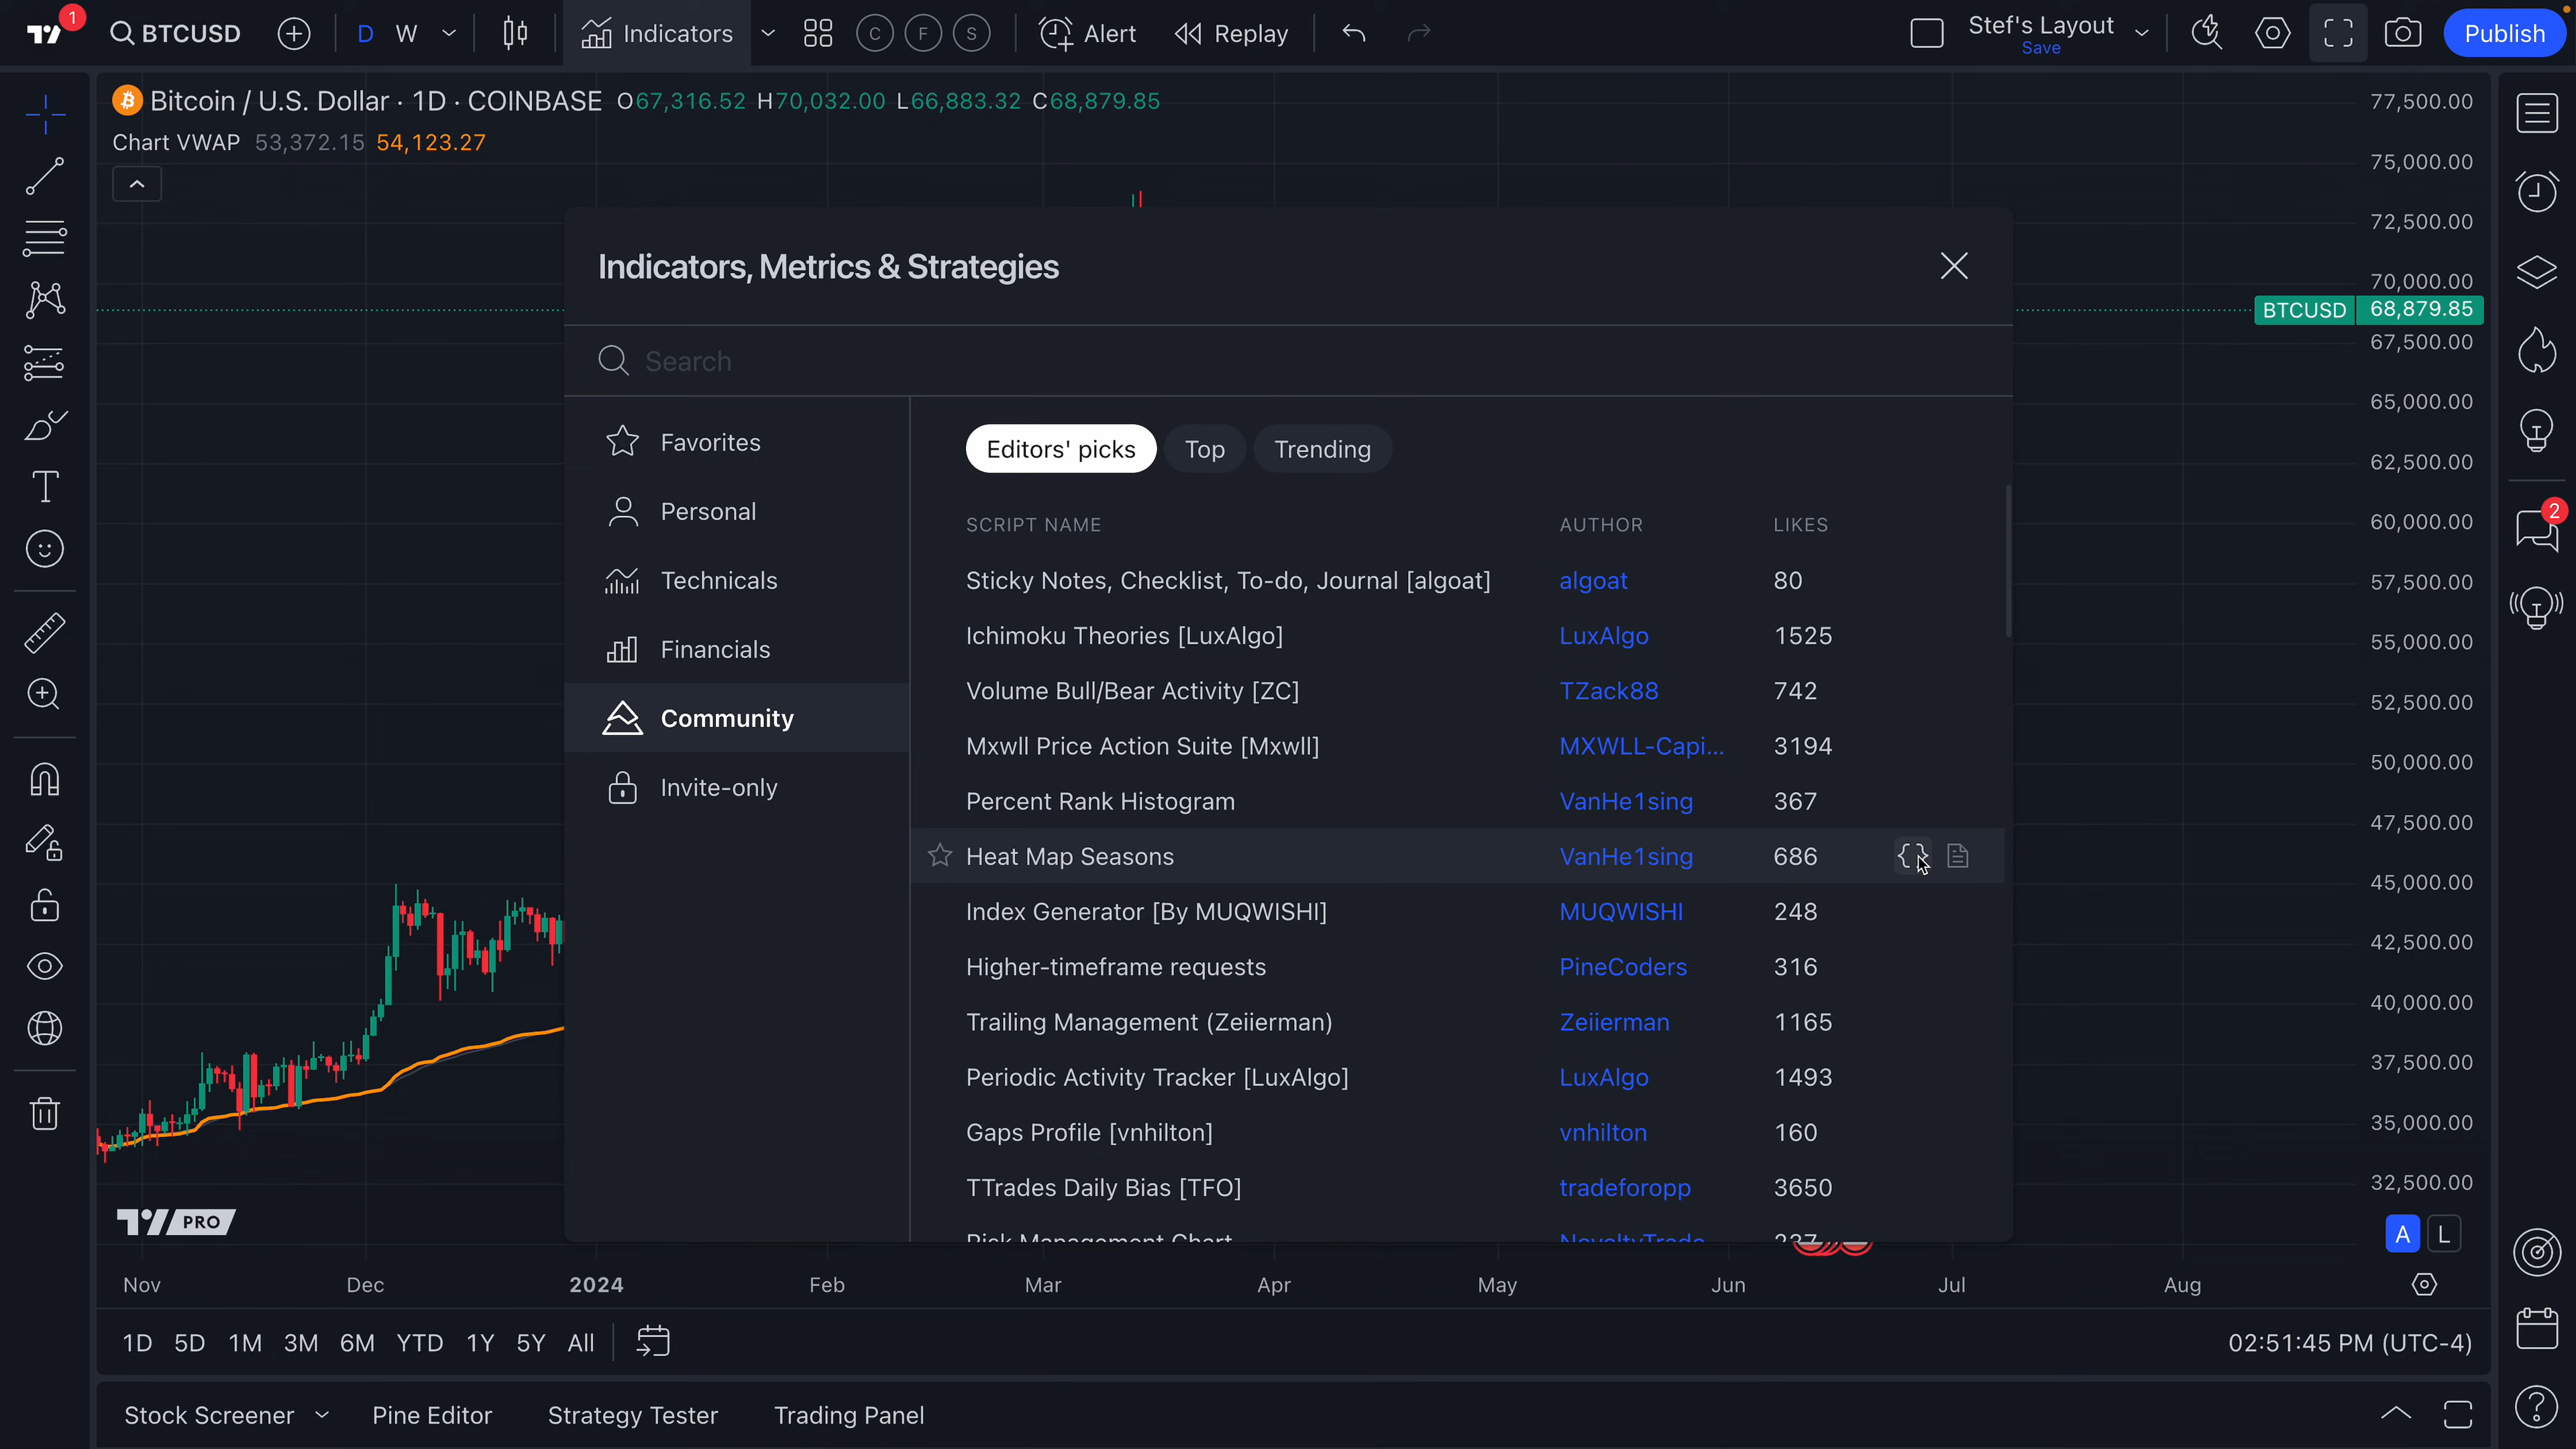 1
BTCUSD D W Indicators C F S Alert Replay Stef's Layout Save Publish
Bitcoin / U.S. Dollar · 1D · COINBASE O67,316.52 H70,032.00 L66,883.32 C68,879.85
Chart VWAP 53,372.15 54,123.27
77,500.00
75,000.00
72,500.00
70,000.00
BTCUSD 68,879.85
67,500.00
65,000.00
62,500.00
60,000.00
57,500.00
55,000.00
52,500.00
50,000.00
47,500.00
45,000.00
42,500.00
40,000.00
37,500.00
35,000.00
32,500.00
2
Indicators, Metrics & Strategies
Search
Favorites
Personal
Technicals
Financials
Community
Invite-only
Editors' picks Top Trending
SCRIPT NAME AUTHOR LIKES
Sticky Notes, Checklist, To-do, Journal [algoat] algoat 80
Ichimoku Theories [LuxAlgo] LuxAlgo 1525
Volume Bull/Bear Activity [ZC] TZack88 742
Mxwll Price Action Suite [Mxwll] MXWLL-Capi... 3194
Percent Rank Histogram VanHe1sing 367
Heat Map Seasons VanHe1sing 686
Index Generator [By MUQWISHI] MUQWISHI 248
Higher-timeframe requests PineCoders 316
Trailing Management (Zeiierman) Zeiierman 1165
Periodic Activity Tracker [LuxAlgo] LuxAlgo 1493
Gaps Profile [vnhilton] vnhilton 160
TTrades Daily Bias [TFO] tradeforopp 3650
Risk Management Chart NoveltyTrade 237
PRO
A L
Nov Dec 2024 Feb Mar Apr May Jun Jul Aug
1D 5D 1M 3M 6M YTD 1Y 5Y All 02:51:45 PM (UTC-4)
Stock Screener Pine Editor Strategy Tester Trading Panel